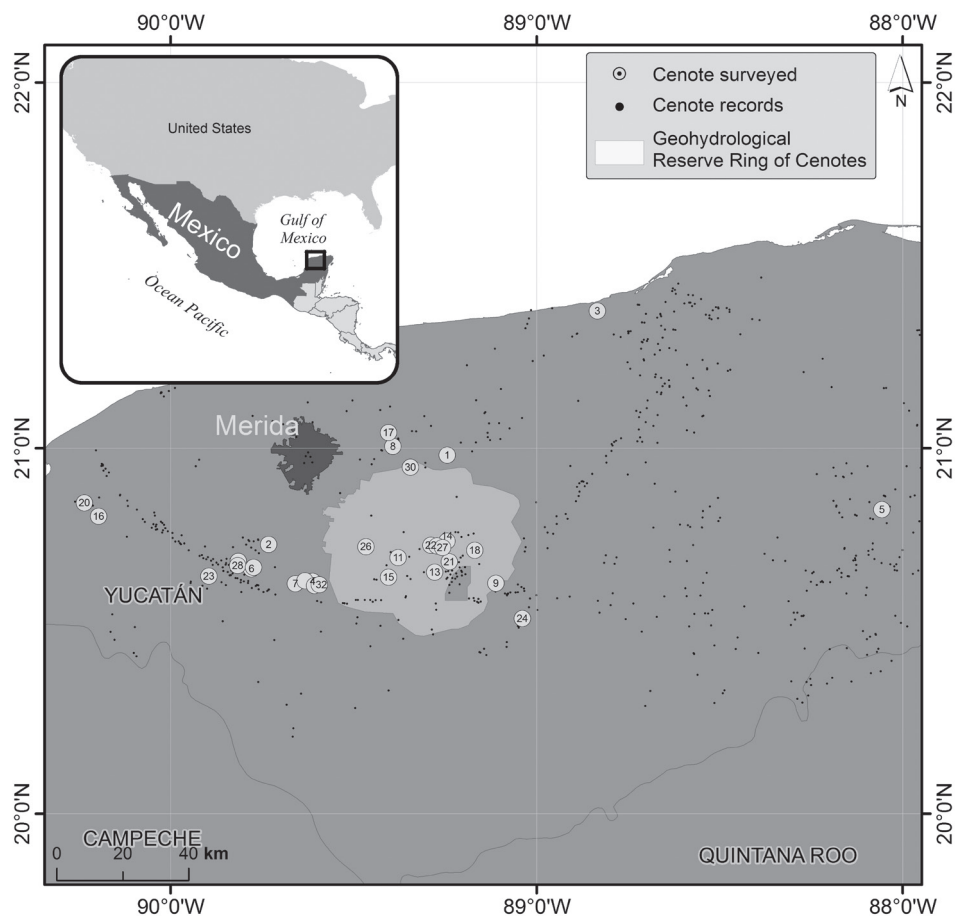 90°0'W
89°0'W
88°0'W
22°0'N
22°0'N
Cenote surveyed
Cenote records
Geohydrological
Reserve Ring of Cenotes
N
United States
Mexico
Gulf of
Mexico
Ocean Pacific
3
Merida
17
8
1
30
21°0'N
21°0'N
20
16
5
2
26
22
14
27
18
11
28
6
21
23
15
13
7
4
32
9
YUCATÁN
24
20°0'N
20°0'N
CAMPECHE
0 20 40 km
QUINTANA ROO
90°0'W
89°0'W
88°0'W